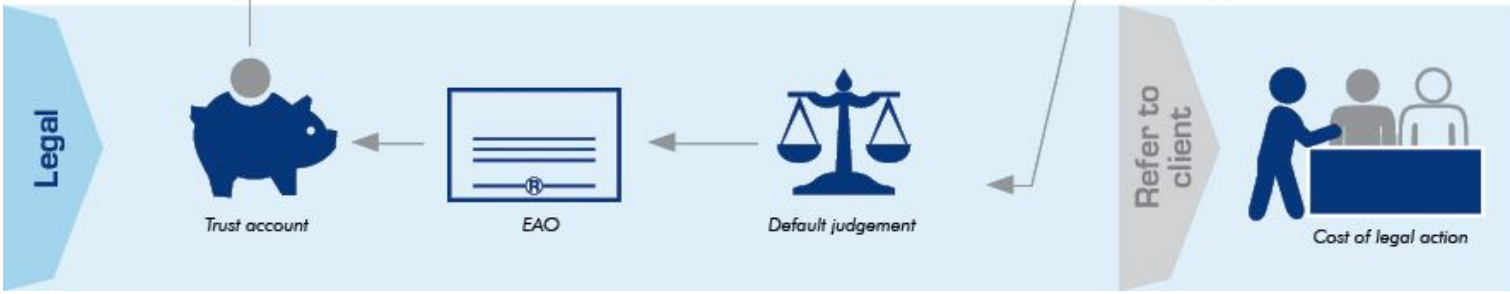 Legal
Trust account
EAO
R
Default judgement
Refer to
client
Cost of legal action